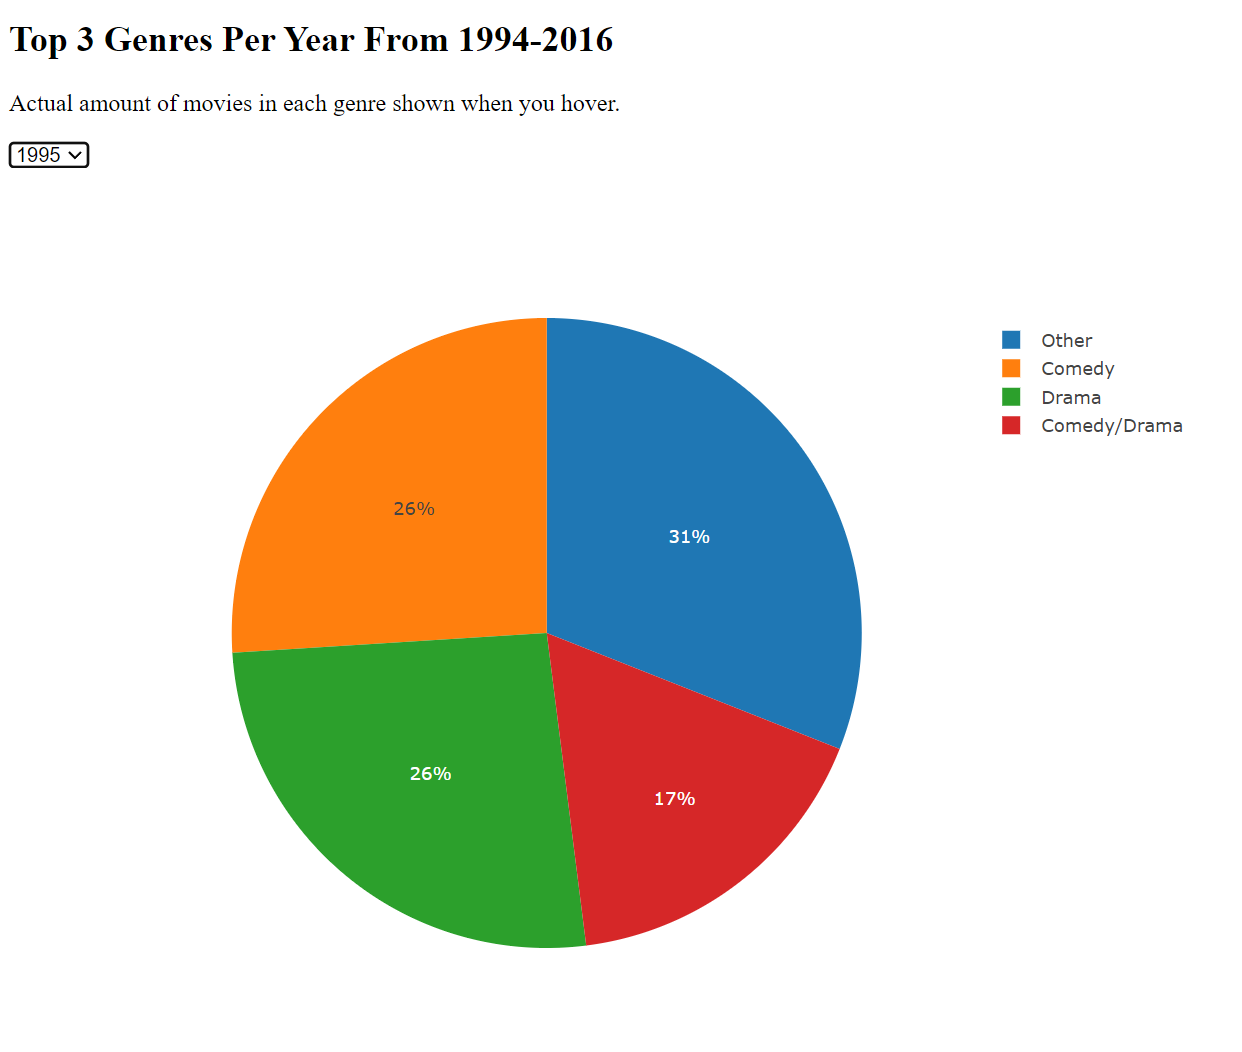 Top 3 Genres Per Year From 1994-2016
Actual amount of movies in each genre shown when you hover.
1995
Other
Comedy
Drama
Comedy/Drama
26%
31%
26%
17%